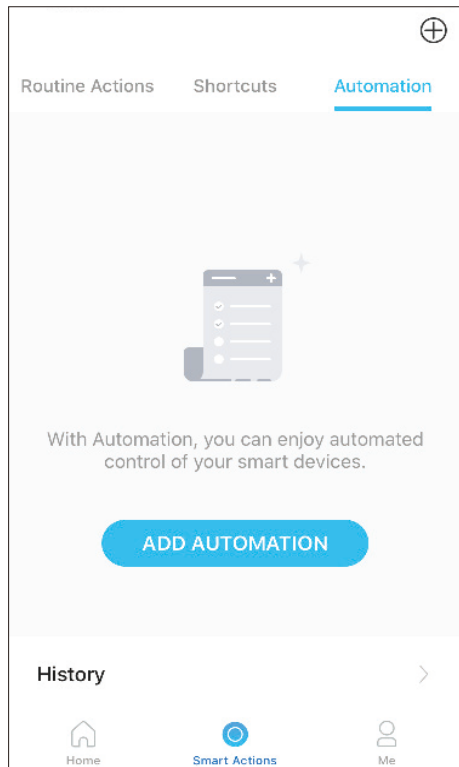 Routine Actions Shortcuts Automation
With Automation, you can enjoy automated
control of your smart devices.
ADD AUTOMATION
History
Home Smart Actions Me